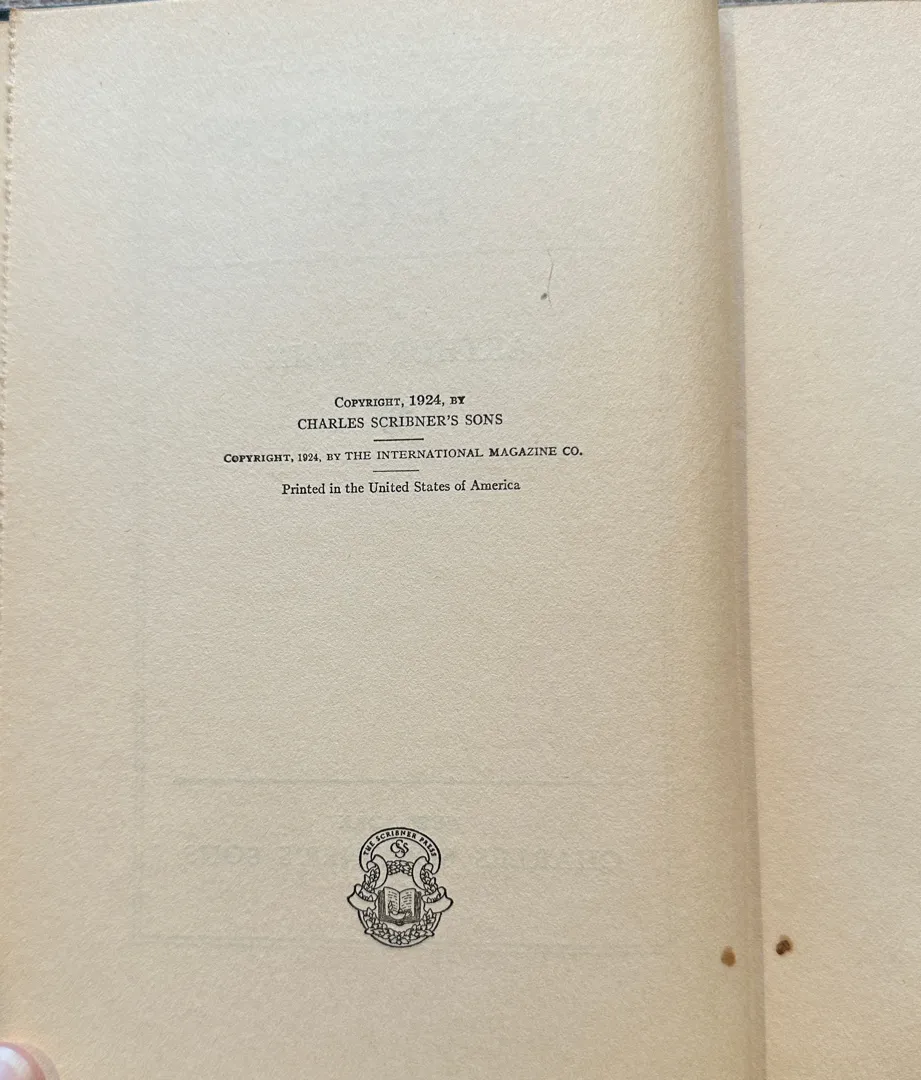 COPYRIGHT, 1924, BY
CHARLES SCRIBNER'S SONS
COPYRIGHT, 1924, BY THE INTERNATIONAL MAGAZINE CO.
Printed in the United States of America
THE SCRIBNER PRESS
CSS